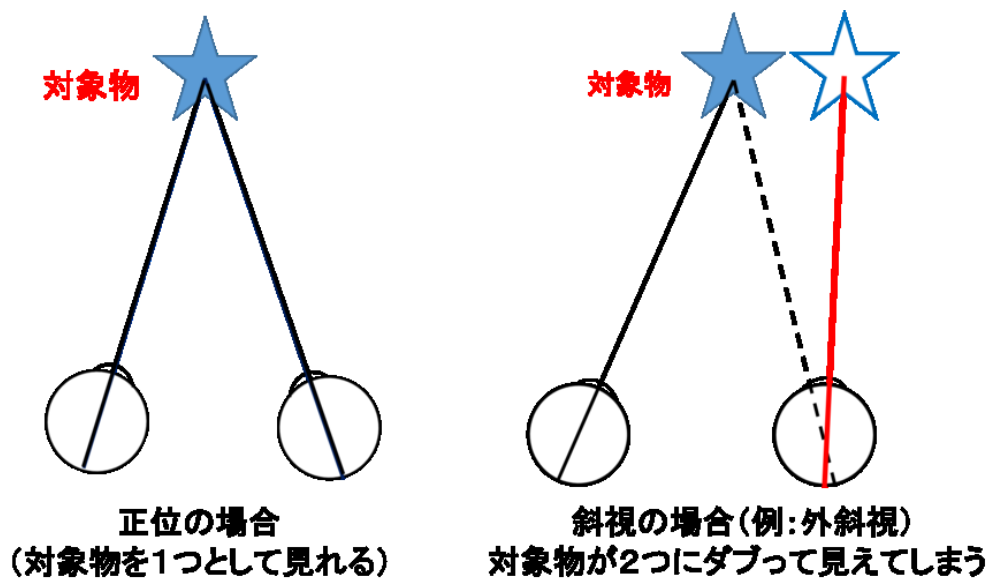 対象物
対象物
正位の場合
（対象物を１つとして見れる）
斜視の場合（例：外斜視）
対象物が２つにダブって見えてしまう